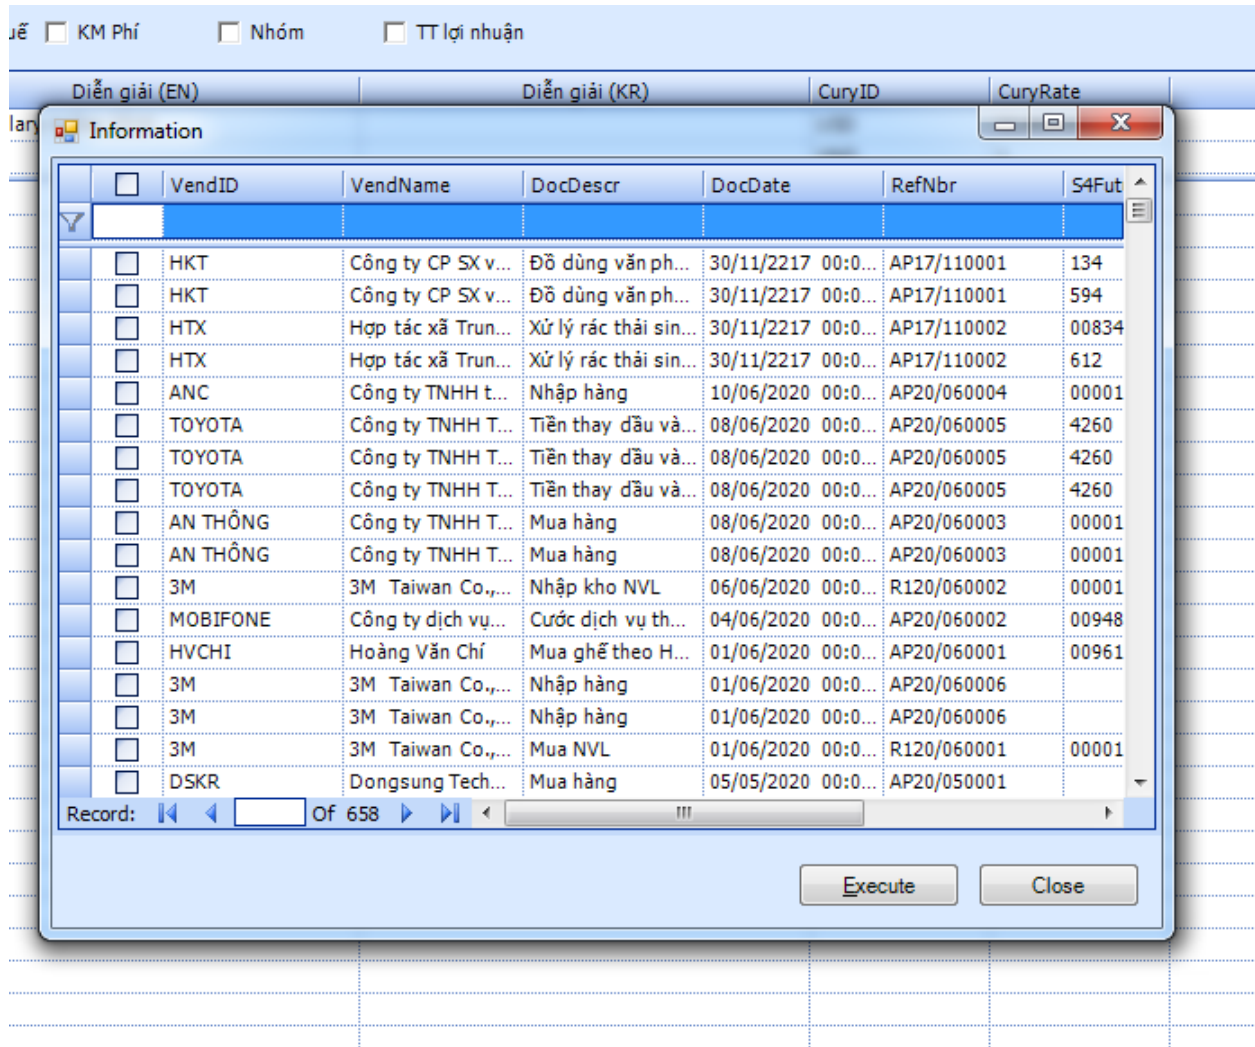 uế KM Phí Nhóm TT lợi nhuận
Diễn giải (EN) Diễn giải (KR) CuryID CuryRate
lary
Information
VendID VendName DocDescr DocDate RefNbr S4Fut
HKT Công ty CP SX v... Đồ dùng văn ph... 30/11/2217 00:0... AP17/110001 134
HKT Công ty CP SX v... Đồ dùng văn ph... 30/11/2217 00:0... AP17/110001 594
HTX Hợp tác xã Trun... Xử lý rác thải sin... 30/11/2217 00:0... AP17/110002 00834
HTX Hợp tác xã Trun... Xử lý rác thải sin... 30/11/2217 00:0... AP17/110002 612
ANC Công ty TNHH t... Nhập hàng 10/06/2020 00:0... AP20/060004 00001
TOYOTA Công ty TNHH T... Tiền thay dầu và... 08/06/2020 00:0... AP20/060005 4260
TOYOTA Công ty TNHH T... Tiền thay dầu và... 08/06/2020 00:0... AP20/060005 4260
TOYOTA Công ty TNHH T... Tiền thay dầu và... 08/06/2020 00:0... AP20/060005 4260
AN THÔNG Công ty TNHH T... Mua hàng 08/06/2020 00:0... AP20/060003 00001
AN THÔNG Công ty TNHH T... Mua hàng 08/06/2020 00:0... AP20/060003 00001
3M 3M Taiwan Co.,... Nhập kho NVL 06/06/2020 00:0... R120/060002 00001
MOBIFONE Công ty dịch vụ... Cước dịch vụ th... 04/06/2020 00:0... AP20/060002 00948
HVCHI Hoàng Văn Chí Mua ghế theo H... 01/06/2020 00:0... AP20/060001 00961
3M 3M Taiwan Co.,... Nhập hàng 01/06/2020 00:0... AP20/060006
3M 3M Taiwan Co.,... Nhập hàng 01/06/2020 00:0... AP20/060006
3M 3M Taiwan Co.,... Mua NVL 01/06/2020 00:0... R120/060001 00001
DSKR Dongsung Tech... Mua hàng 05/05/2020 00:0... AP20/050001
Record: Of 658
Execute Close